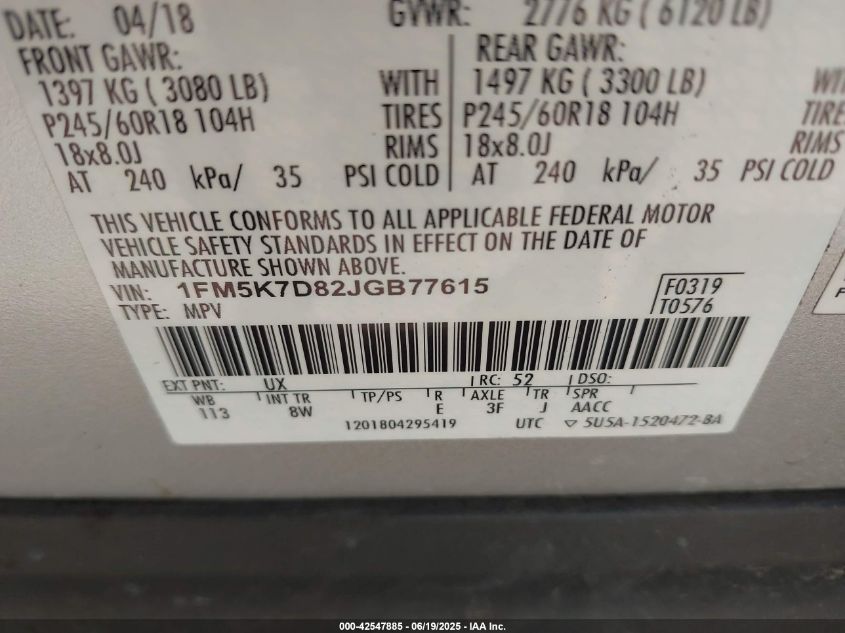 DATE: 04/18 GVWR: 2776 KG ( 6120 LB)
FRONT GAWR: REAR GAWR:
1397 KG ( 3080 LB) WITH 1497 KG ( 3300 LB)
P245/60R18 104H TIRES P245/60R18 104H TIRE
18x8.0J RIMS 18x8.0J RIMS
AT 240 kPa/ 35 PSI COLD AT 240 kPa/ 35 PSI COLD
THIS VEHICLE CONFORMS TO ALL APPLICABLE FEDERAL MOTOR
VEHICLE SAFETY STANDARDS IN EFFECT ON THE DATE OF
MANUFACTURE SHOWN ABOVE.
VIN: 1FM5K7D82JGB77615 F0319
TYPE: MPV T0576
EXT PNT: UX RC: 52 DSO:
WB INT TR TP/PS R AXLE TR SPR
113 8W E 3F J AACC
1201804295419 UTC ▽ 5U5A-1520472-BA
000-42547885 - 06/19/2025 - IAA Inc.